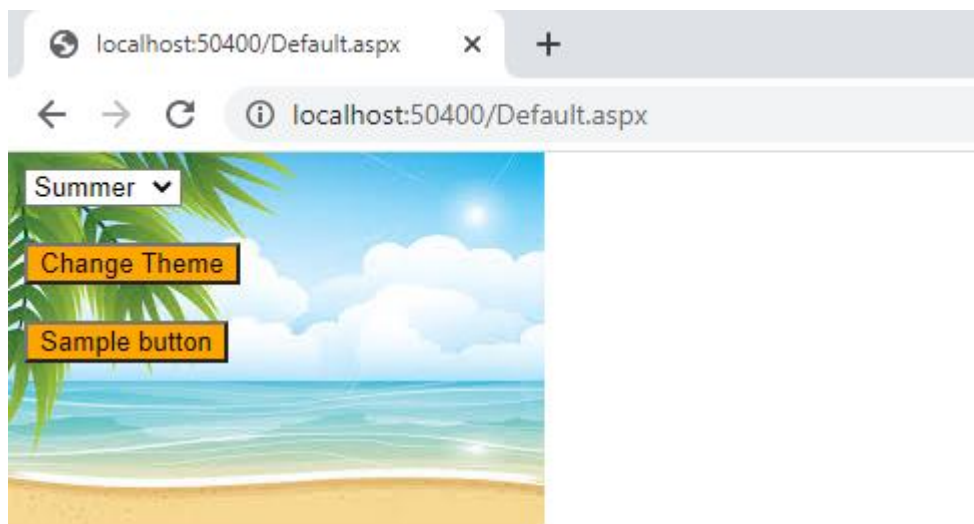 localhost:50400/Default.aspx
localhost:50400/Default.aspx
Summer
Change Theme
Sample button